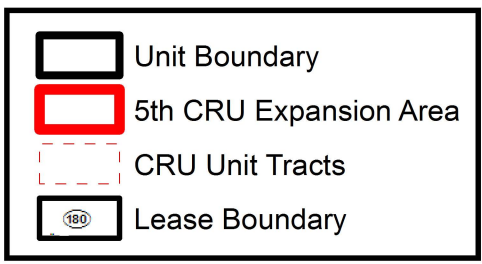 Unit Boundary
5th CRU Expansion Area
CRU Unit Tracts
180 Lease Boundary